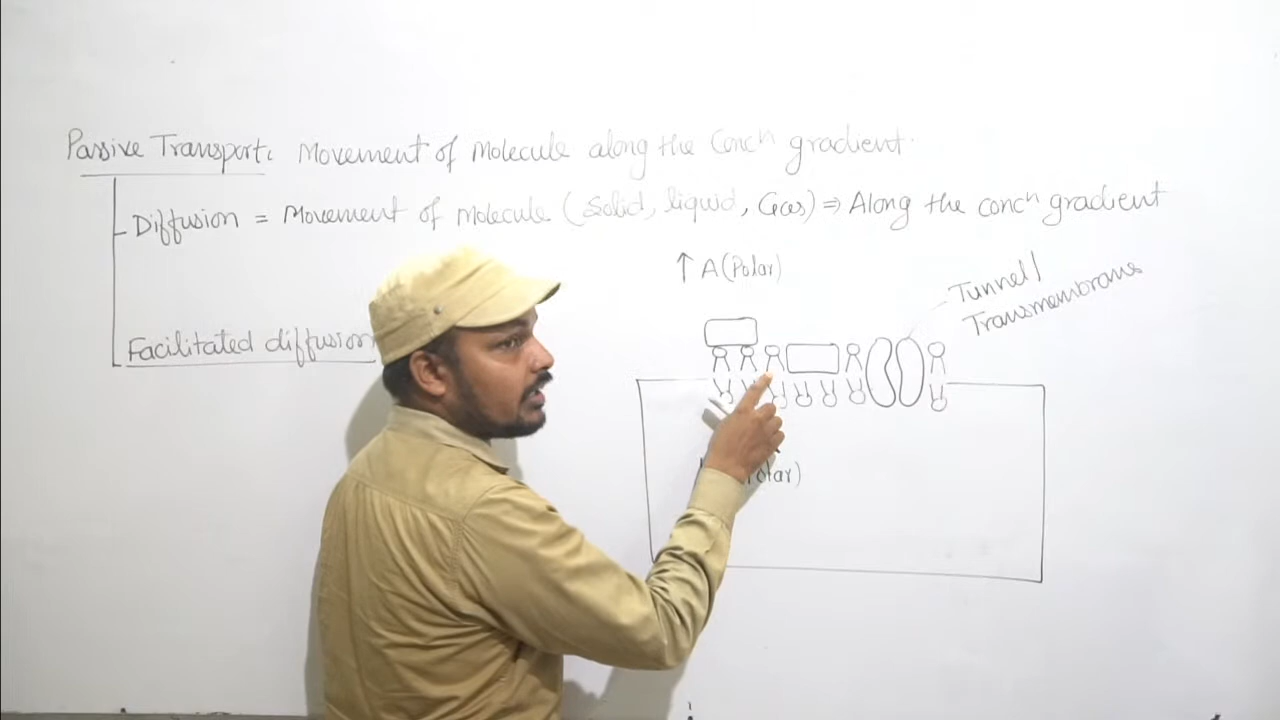 Passive Transport: Movement of Molecule along the Concn gradient.
Diffusion = Movement of Molecule (Solid, liquid, Gas) ⇒ Along the concn gradient
↑ A (Polar)
Tunnel/
Transmembrane
Facilitated diffusion
olar)